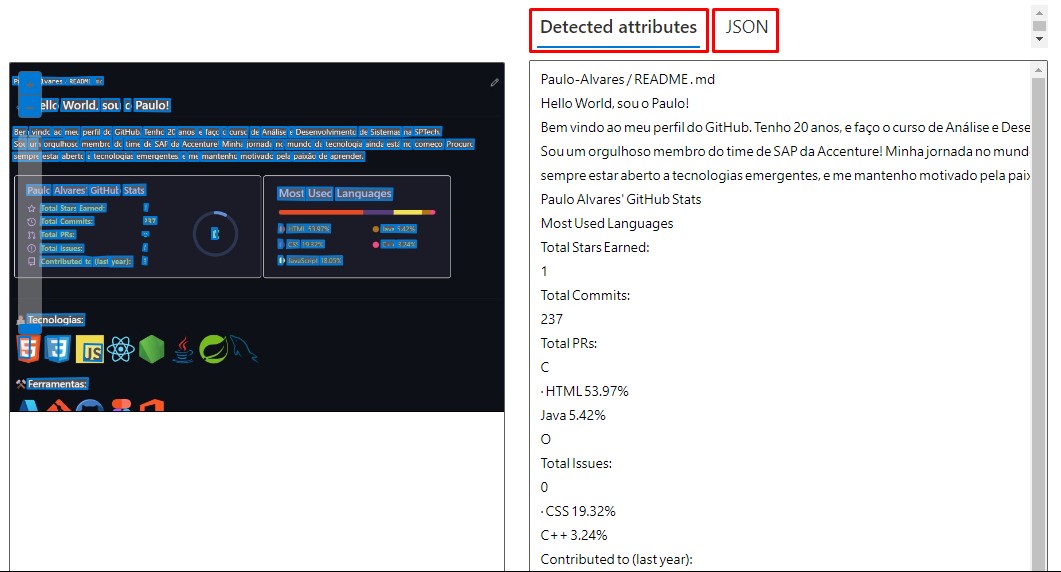 Detected attributes
JSON
Hello World, sou o Paulo!
Bem vindo ao meu perfil do GitHub. Tenho 20 anos, e faço o curso de Análise e Desenvolvimento de Sistemas na SPTech.
Sou um orgulhoso membro do time de SAP da Accenture! Minha jornada no mundo da tecnologia ainda está no começo. Procuro
sempre estar aberto a tecnologias emergentes, e me mantenho motivado pela paixão de aprender.
Paulo Alvares' GitHub Stats
Total Stars Earned:
Total Commits: 237
Total PRs:
Total Issues:
Contributed to (last year):
Most Used Languages
HTML 53.97%
Java 5.42%
CSS 19.32%
C++ 3.24%
JavaScript 18.05%
Tecnologias:
JS
Ferramentas:
Paulo-Alvares / README . md
Hello World, sou o Paulo!
Bem vindo ao meu perfil do GitHub. Tenho 20 anos, e faço o curso de Análise e Dese
Sou um orgulhoso membro do time de SAP da Accenture! Minha jornada no mund
sempre estar aberto a tecnologias emergentes, e me mantenho motivado pela paix
Paulo Alvares' GitHub Stats
Most Used Languages
Total Stars Earned:
1
Total Commits:
237
Total PRs:
C
· HTML 53.97%
Java 5.42%
O
Total Issues:
0
· CSS 19.32%
C++ 3.24%
Contributed to (last year):